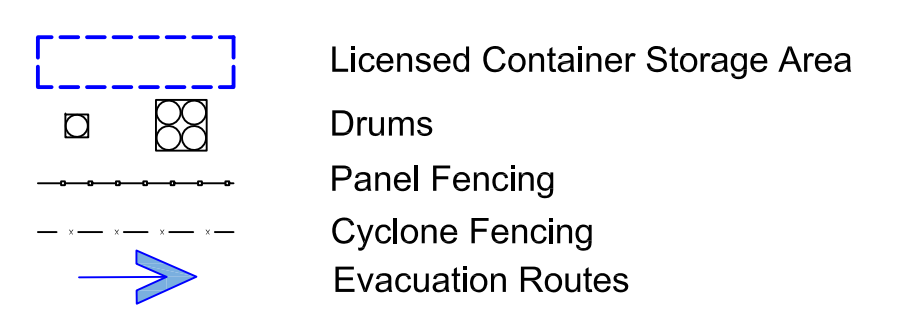 Licensed Container Storage Area
Drums
Panel Fencing
Cyclone Fencing
Evacuation Routes